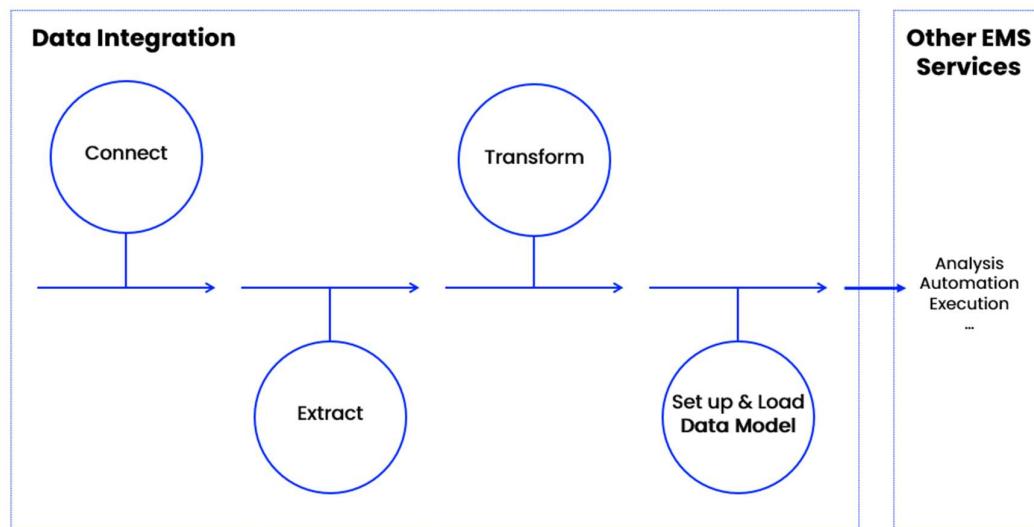 Data Integration
Other EMS
Services
Connect
Transform
Analysis
Automation
Execution
...
Extract
Set up & Load
Data Model